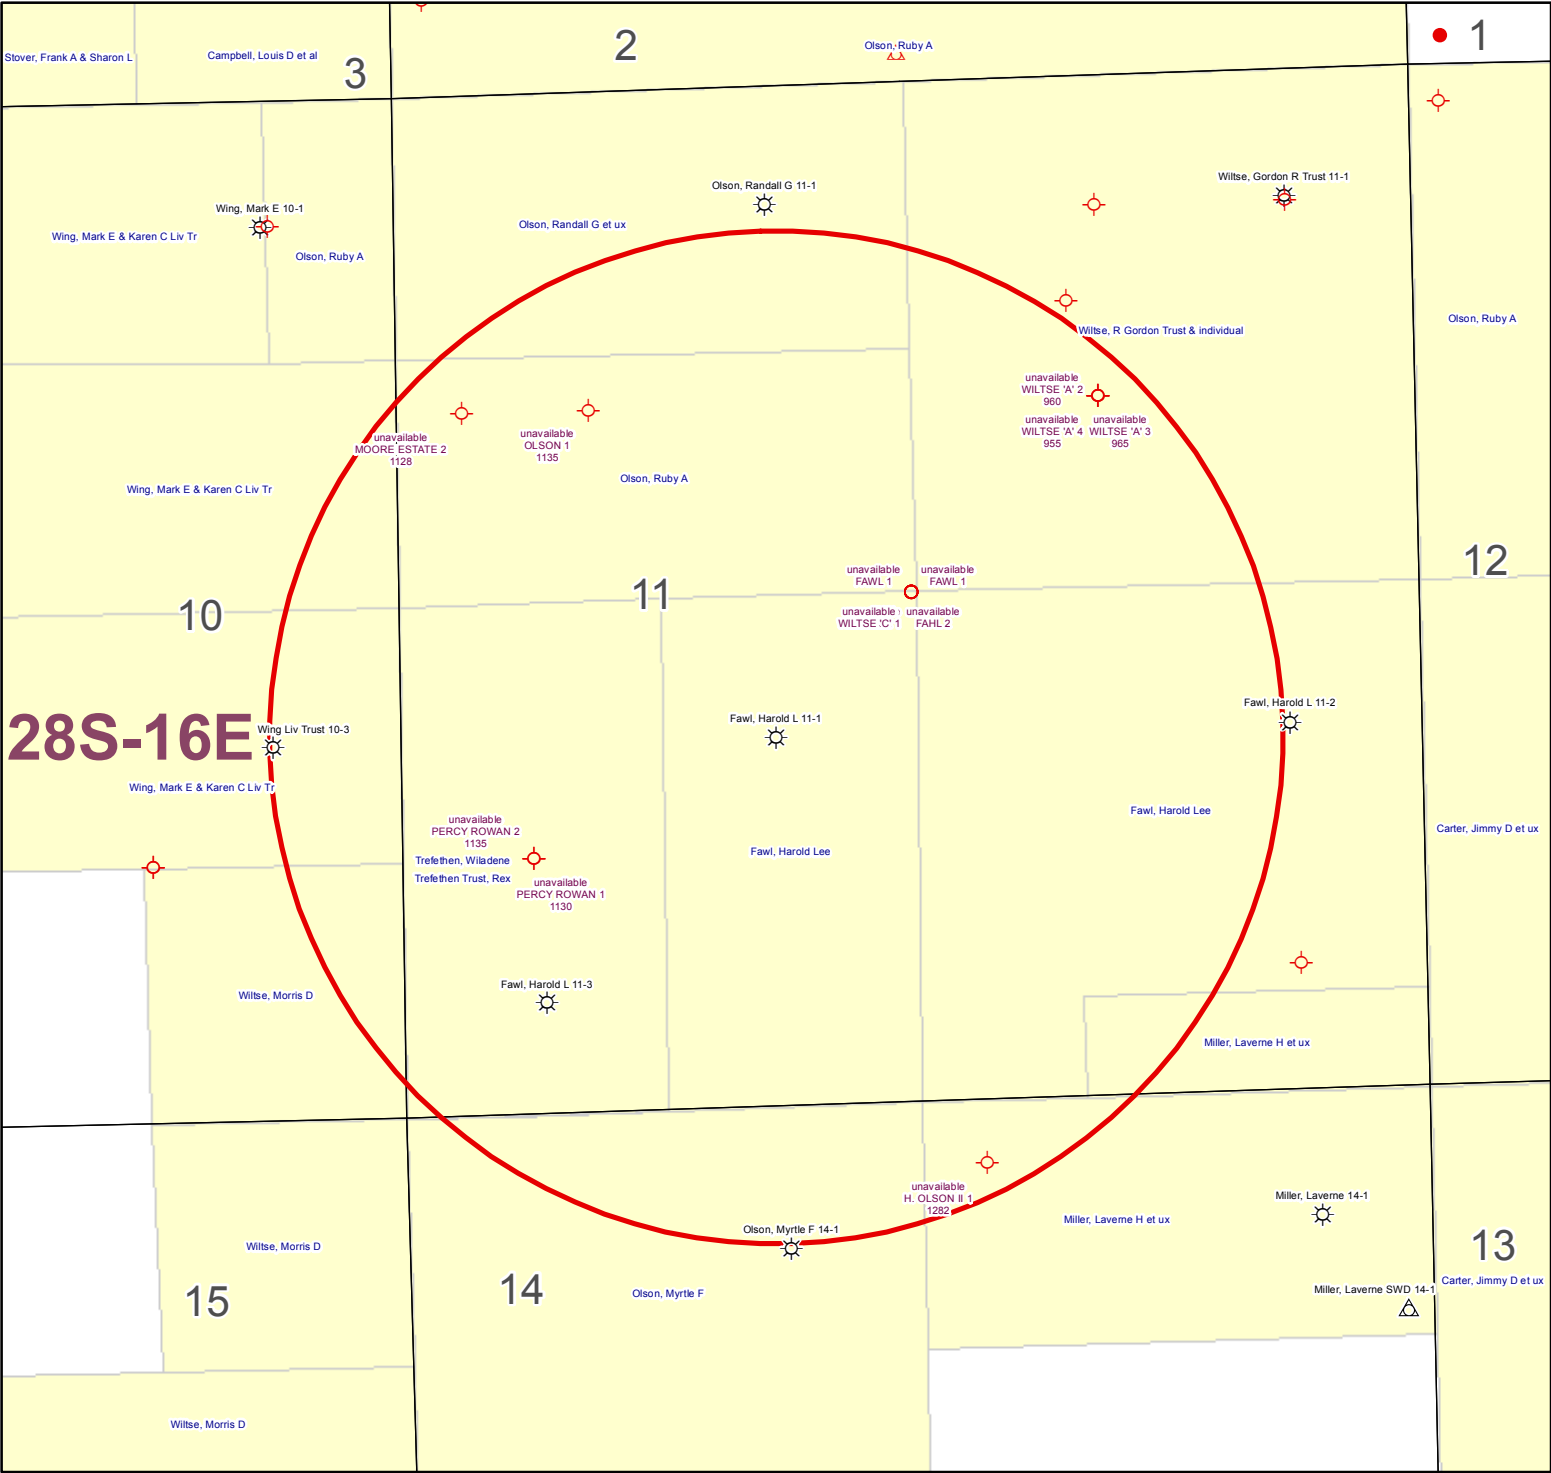 2
1
Olson, Ruby A
Stover, Frank A & Sharon L
Campbell, Louis D et al
3
Wiltse, Gordon R Trust 11-1
Olson, Randall G 11-1
Wing, Mark E 10-1
Olson, Randall G et ux
Wing, Mark E & Karen C Liv Tr
Olson, Ruby A
Olson, Ruby A
Wiltse, R Gordon Trust & individual
unavailable
WILTSE 'A' 2
960
unavailable
WILTSE 'A' 4
955
unavailable
WILTSE 'A' 3
965
unavailable
MOORE ESTATE 2
1128
unavailable
OLSON 1
1135
Olson, Ruby A
Wing, Mark E & Karen C Liv Tr
12
unavailable
FAWL 1
unavailable
FAWL 1
11
10
unavailable
WILTSE 'C' 1
unavailable
FAHL 2
28S-16E
Wing Liv Trust 10-3
Fawl, Harold L 11-1
Fawl, Harold L 11-2
Wing, Mark E & Karen C Liv Tr
Fawl, Harold Lee
unavailable
PERCY ROWAN 2
1135
Carter, Jimmy D et ux
Fawl, Harold Lee
Trefethen, Wiladene
Trefethen Trust, Rex
unavailable
PERCY ROWAN 1
1130
Fawl, Harold L 11-3
Wiltse, Morris D
Miller, Laverne H et ux
unavailable
H. OLSON II 1
1282
Miller, Laverne 14-1
Miller, Laverne H et ux
Olson, Myrtle F 14-1
Wiltse, Morris D
13
Carter, Jimmy D et ux
15
14
Olson, Myrtle F
Miller, Laverne SWD 14-1
Wiltse, Morris D